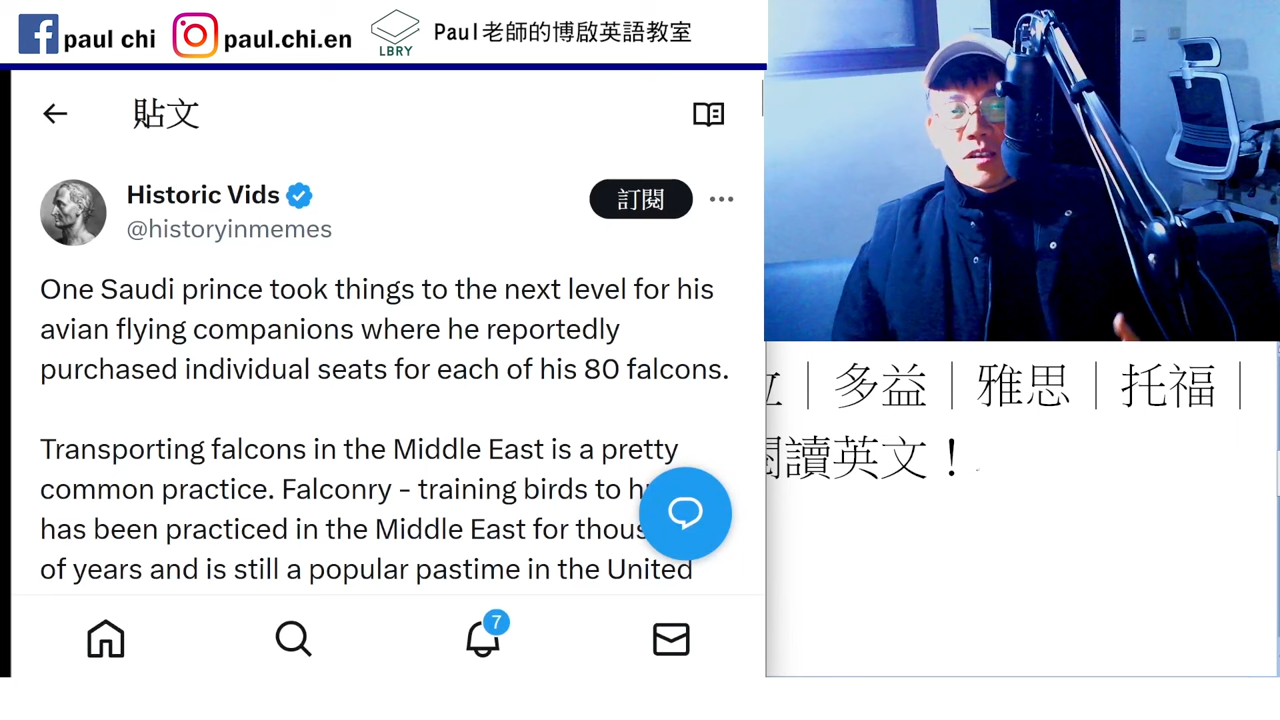 paul chi
paul.chi.en
LBRY
Paul老師的博啟英語教室
貼文
Historic Vids
@historyinmemes
訂閱
One Saudi prince took things to the next level for his
avian flying companions where he reportedly
purchased individual seats for each of his 80 falcons.
Transporting falcons in the Middle East is a pretty
common practice. Falconry - training birds to
has been practiced in the Middle East for
of years and is still a popular pastime in the United
7
｜多益｜雅思｜托福｜
閱讀英文！